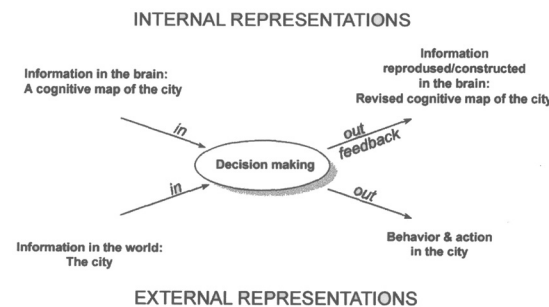 INTERNAL REPRESENTATIONS
Information in the brain:
A cognitive map of the city
Information
reprodused/constructed
in the brain:
Revised cognitive map of the city
in
out
feedback
Decision making
in
out
Information in the world:
The city
Behavior & action
in the city
EXTERNAL REPRESENTATIONS